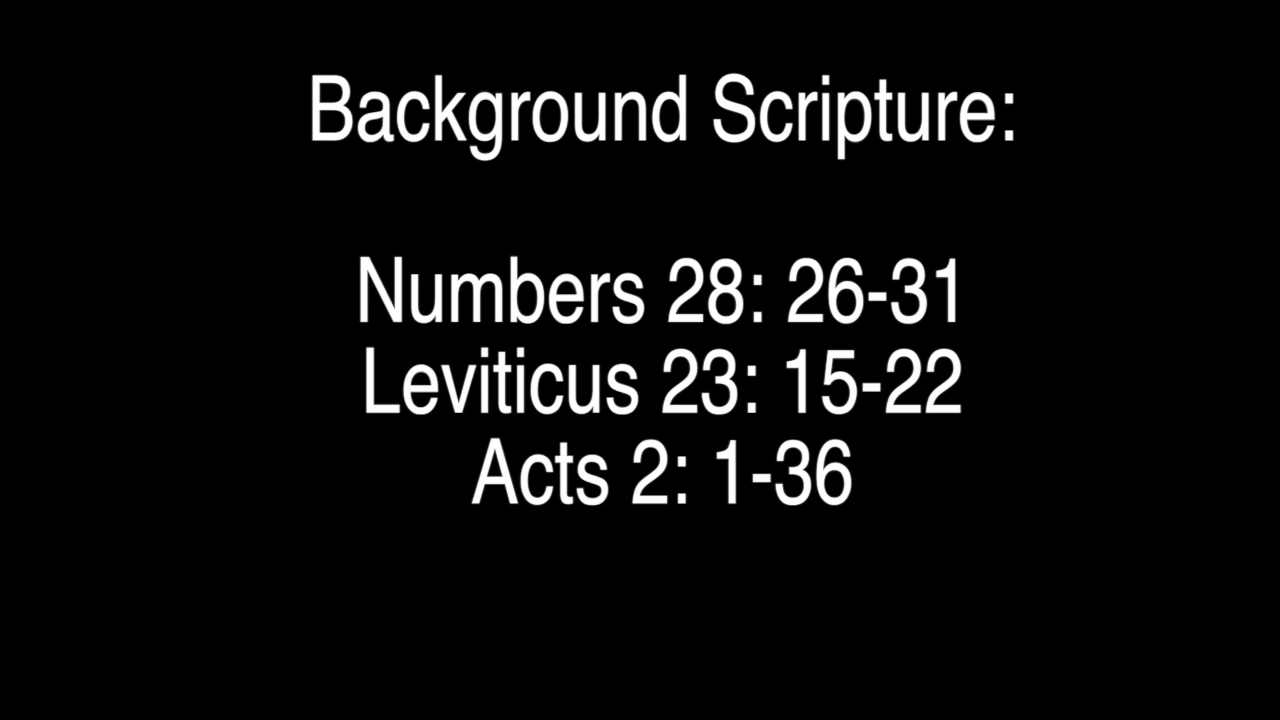 Background Scripture:
Numbers 28: 26-31
Leviticus 23: 15-22
Acts 2: 1-36